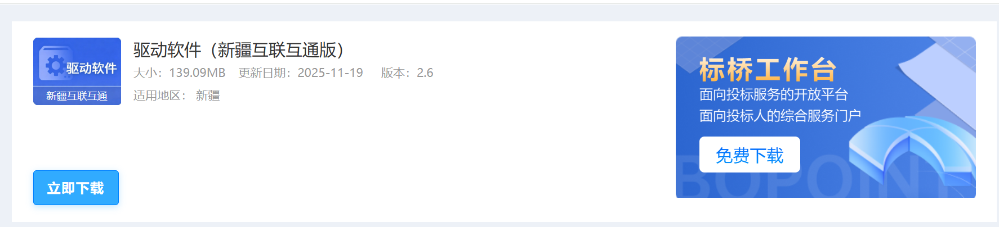 驱动软件
新疆互联互通
驱动软件（新疆互联互通版）
大小：139.09MB 更新日期：2025-11-19 版本：2.6
适用地区： 新疆
立即下载
标桥工作台
面向投标服务的开放平台
面向投标人的综合服务门户
免费下载
BOPOINT